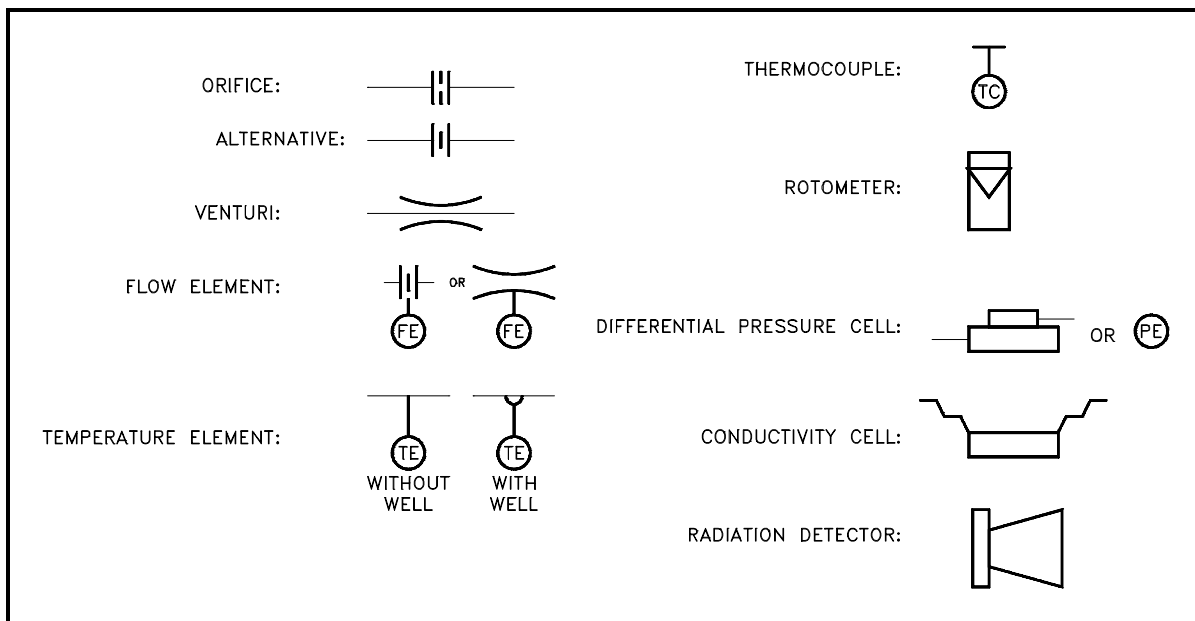 ORIFICE:
ALTERNATIVE:
VENTURI:
FLOW ELEMENT:
OR
FE
FE
TEMPERATURE ELEMENT:
TE
TE
WITHOUT
WELL
WITH
WELL
THERMOCOUPLE:
TC
ROTOMETER:
DIFFERENTIAL PRESSURE CELL:
OR
PE
CONDUCTIVITY CELL:
RADIATION DETECTOR: